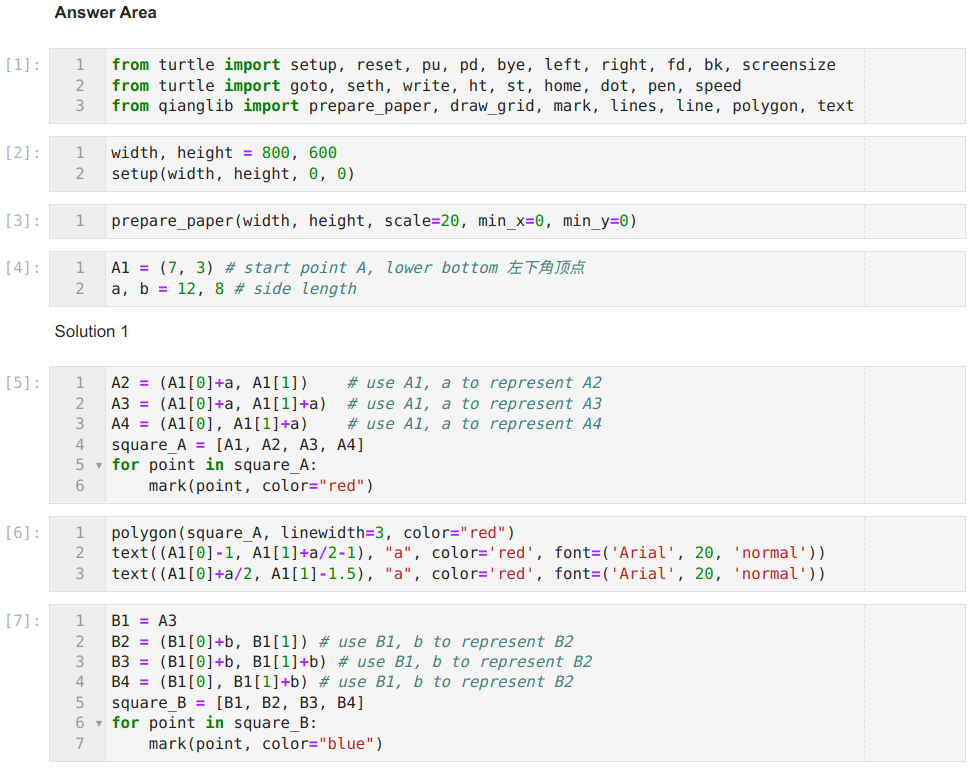 Answer Area
[1]:
1 from turtle import setup, reset, pu, pd, bye, left, right, fd, bk, screensize
2 from turtle import goto, seth, write, ht, st, home, dot, pen, speed
3 from qianglib import prepare_paper, draw_grid, mark, lines, line, polygon, text
[2]:
1 width, height = 800, 600
2 setup(width, height, 0, 0)
[3]:
1 prepare_paper(width, height, scale=20, min_x=0, min_y=0)
[4]:
1 A1 = (7, 3) # start point A, lower bottom 左下角顶点
2 a, b = 12, 8 # side length
Solution 1
[5]:
1 A2 = (A1[0]+a, A1[1])    # use A1, a to represent A2
2 A3 = (A1[0]+a, A1[1]+a)  # use A1, a to represent A3
3 A4 = (A1[0], A1[1]+a)    # use A1, a to represent A4
4 square_A = [A1, A2, A3, A4]
5 ▾ for point in square_A:
6     mark(point, color="red")
[6]:
1 polygon(square_A, linewidth=3, color="red")
2 text((A1[0]-1, A1[1]+a/2-1), "a", color='red', font=('Arial', 20, 'normal'))
3 text((A1[0]+a/2, A1[1]-1.5), "a", color='red', font=('Arial', 20, 'normal'))
[7]:
1 B1 = A3
2 B2 = (B1[0]+b, B1[1]) # use B1, b to represent B2
3 B3 = (B1[0]+b, B1[1]+b) # use B1, b to represent B2
4 B4 = (B1[0], B1[1]+b) # use B1, b to represent B2
5 square_B = [B1, B2, B3, B4]
6 ▾ for point in square_B:
7     mark(point, color="blue")